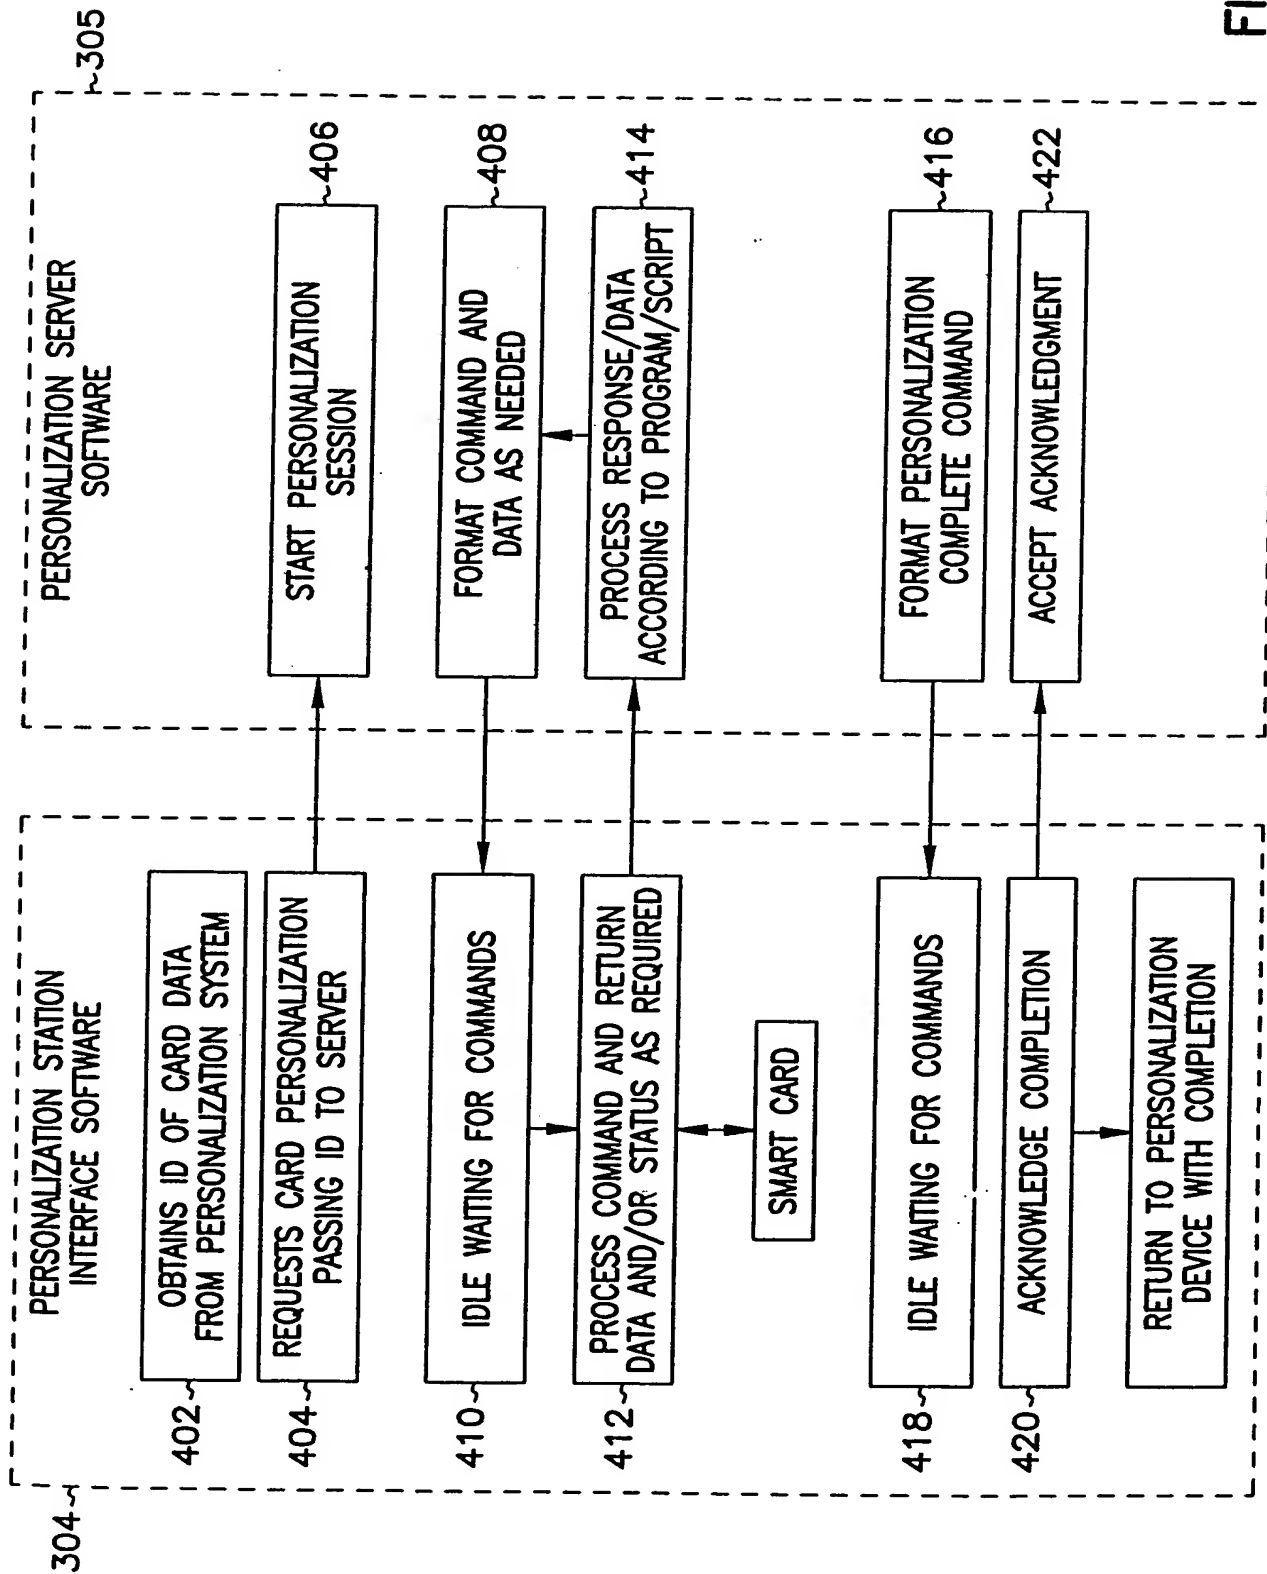 304
PERSONALIZATION STATION
INTERFACE SOFTWARE
402
OBTAINS ID OF CARD DATA
FROM PERSONALIZATION SYSTEM
404
REQUESTS CARD PERSONALIZATION
PASSING ID TO SERVER
410
IDLE WAITING FOR COMMANDS
412
PROCESS COMMAND AND RETURN
DATA AND/OR STATUS AS REQUIRED
SMART CARD
418
IDLE WAITING FOR COMMANDS
420
ACKNOWLEDGE COMPLETION
RETURN TO PERSONALIZATION
DEVICE WITH COMPLETION
305
PERSONALIZATION SERVER
SOFTWARE
START PERSONALIZATION
SESSION
406
FORMAT COMMAND AND
DATA AS NEEDED
408
PROCESS RESPONSE/DATA
ACCORDING TO PROGRAM/SCRIPT
414
FORMAT PERSONALIZATION
COMPLETE COMMAND
416
ACCEPT ACKNOWLEDGMENT
422